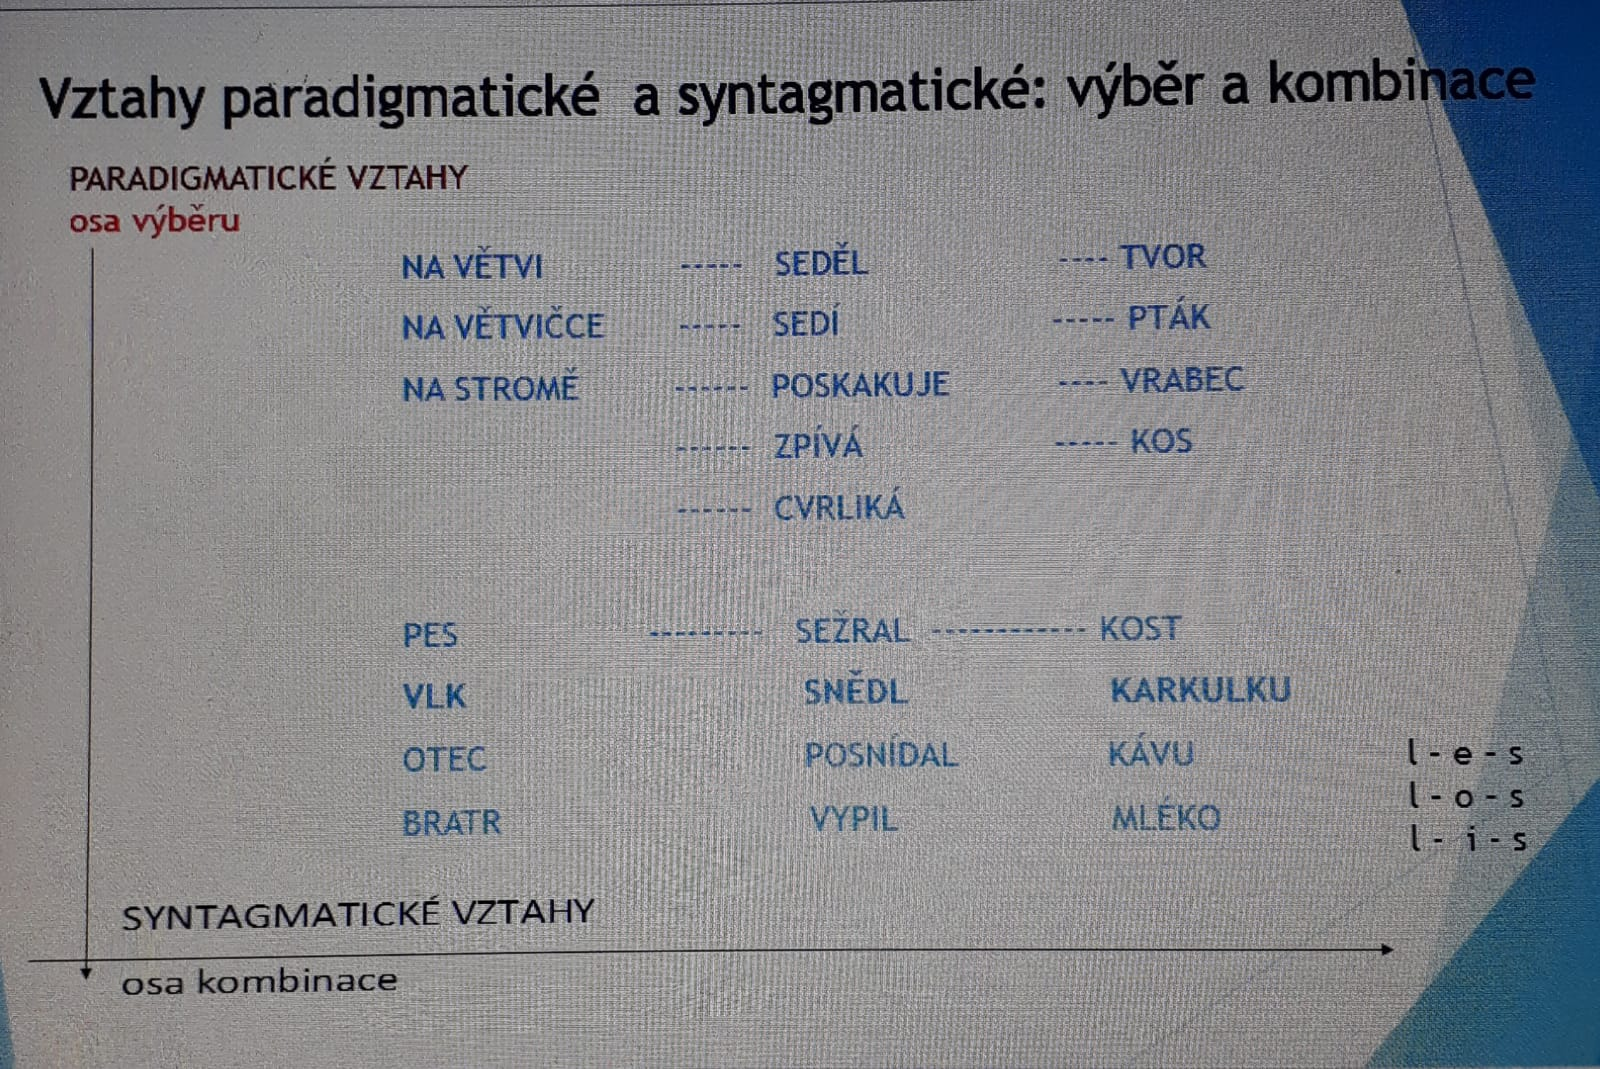 Vztahy paradigmatické a syntagmatické: výběr a kombinace
PARADIGMATICKÉ VZTAHY
osa výběru
NA VĚTVI ----- SEDĚL ---- TVOR
NA VĚTVIČCE ----- SEDÍ ----- PTÁK
NA STROMĚ ------ POSKAKUJE ---- VRABEC
------ ZPÍVÁ ----- KOS
------ CVRLIKÁ
PES --------- SEŽRAL ------------ KOST
VLK SNĚDL KARKULKU
OTEC POSNÍDAL KÁVU l - e - s
BRATR VYPIL MLÉKO l - o - s
l - i - s
SYNTAGMATICKÉ VZTAHY
osa kombinace